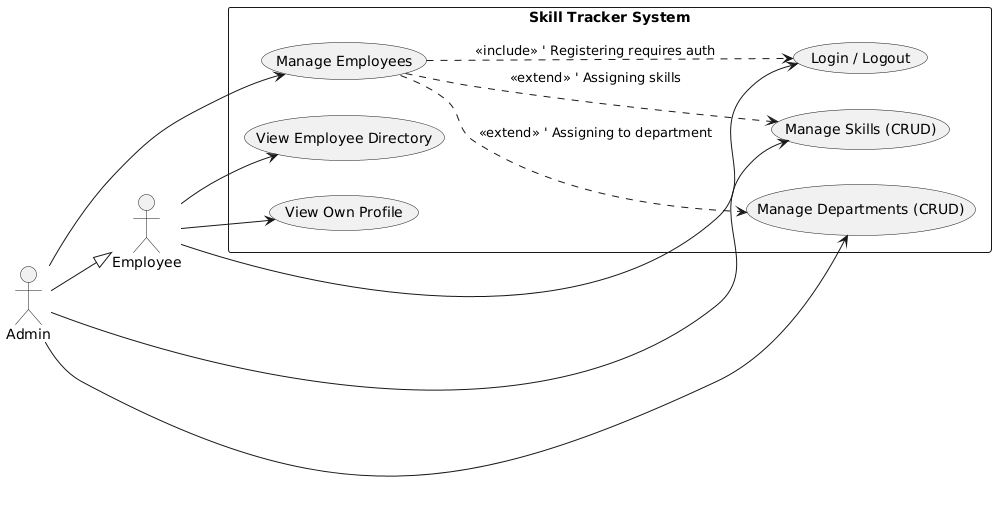 Skill Tracker System
Manage Employees
«include» ' Registering requires auth
Login / Logout
«extend» ' Assigning skills
Manage Skills (CRUD)
View Employee Directory
«extend» ' Assigning to department
View Own Profile
Manage Departments (CRUD)
Employee
Admin